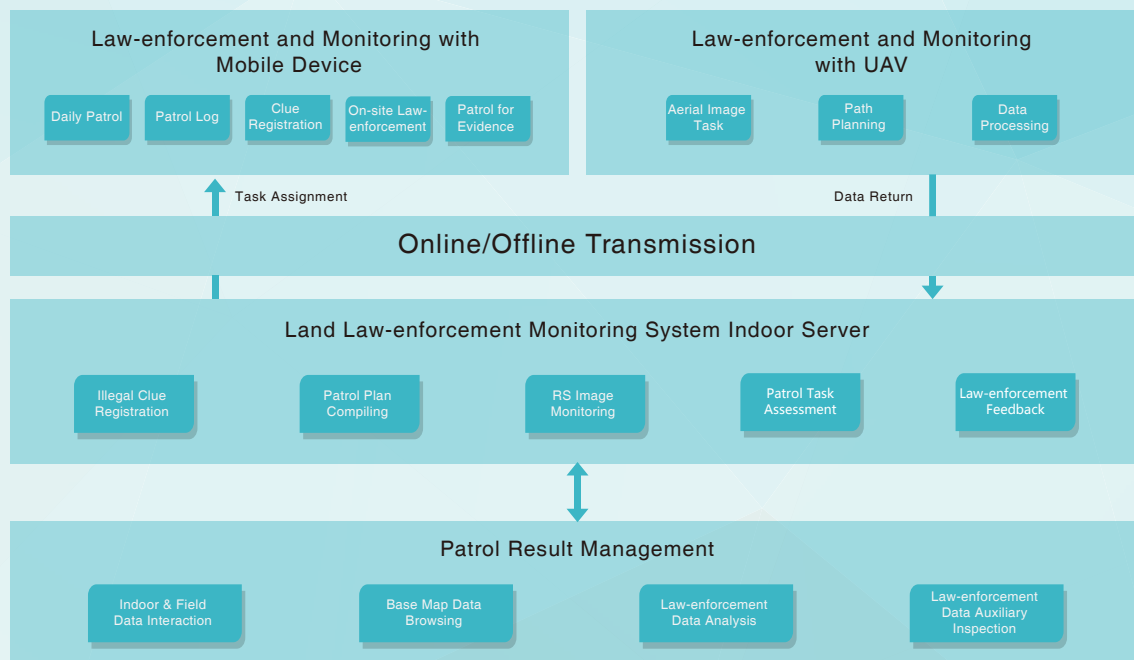 Law-enforcement and Monitoring with
Mobile Device
Daily Patrol
Patrol Log
Clue
Registration
On-site Law-
enforcement
Patrol for
Evidence
Law-enforcement and Monitoring
with UAV
Aerial Image
Task
Path
Planning
Data
Processing
Task Assignment
Data Return
Online/Offline Transmission
Land Law-enforcement Monitoring System Indoor Server
Illegal Clue
Registration
Patrol Plan
Compiling
RS Image
Monitoring
Patrol Task
Assessment
Law-enforcement
Feedback
Patrol Result Management
Indoor & Field
Data Interaction
Base Map Data
Browsing
Law-enforcement
Data Analysis
Law-enforcement
Data Auxiliary
Inspection